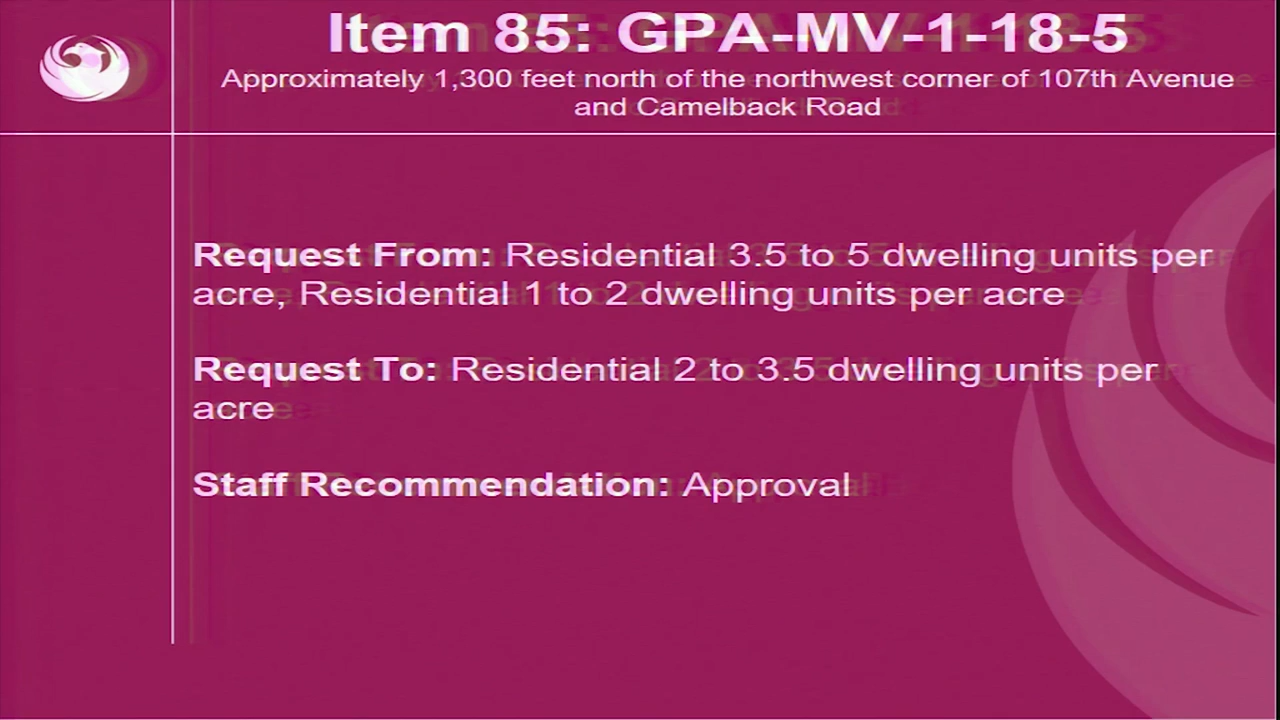 Item 85: GPA-MV-1-18-5
Approximately 1,300 feet north of the northwest corner of 107th Avenue
and Camelback Road
Request From: Residential 3.5 to 5 dwelling units per
acre, Residential 1 to 2 dwelling units per acre
Request To: Residential 2 to 3.5 dwelling units per
acre
Staff Recommendation: Approval